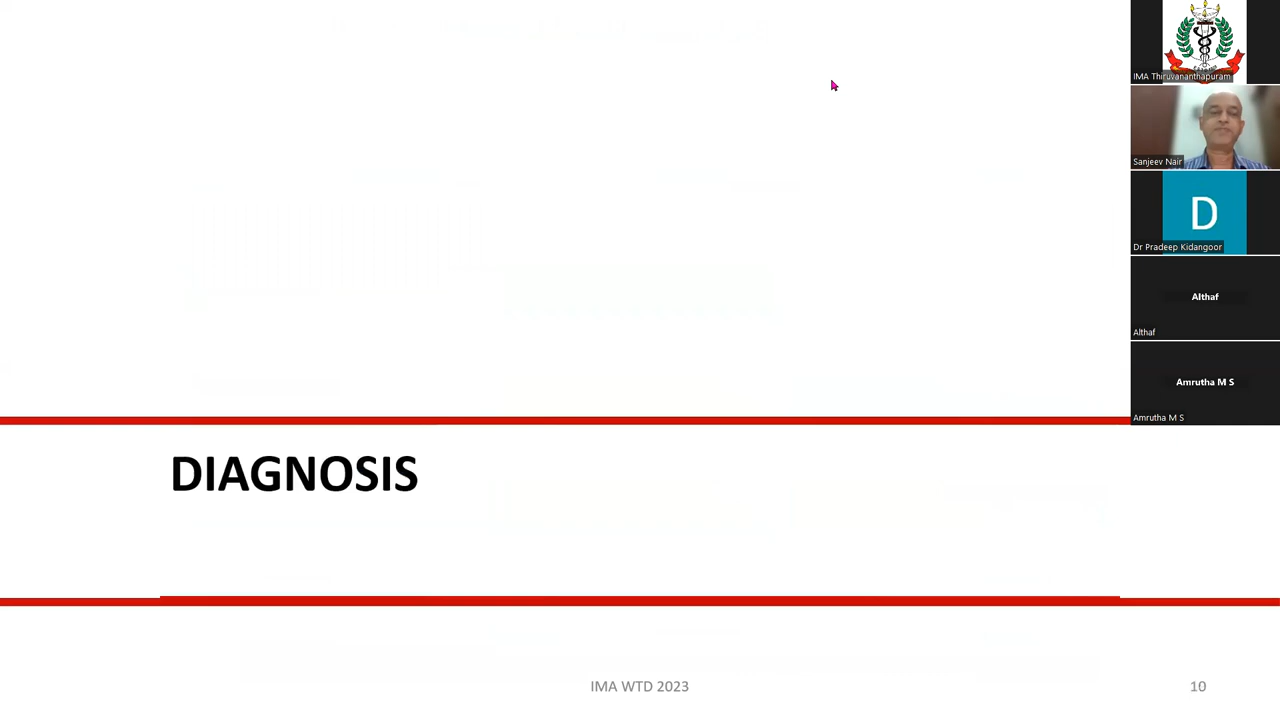 IMA Thiruvananthapuram
Sanjeev Nair
D
Dr Pradeep Kidangoor
Althaf
Althaf
Amrutha M S
Amrutha M S
DIAGNOSIS
IMA WTD 2023
10